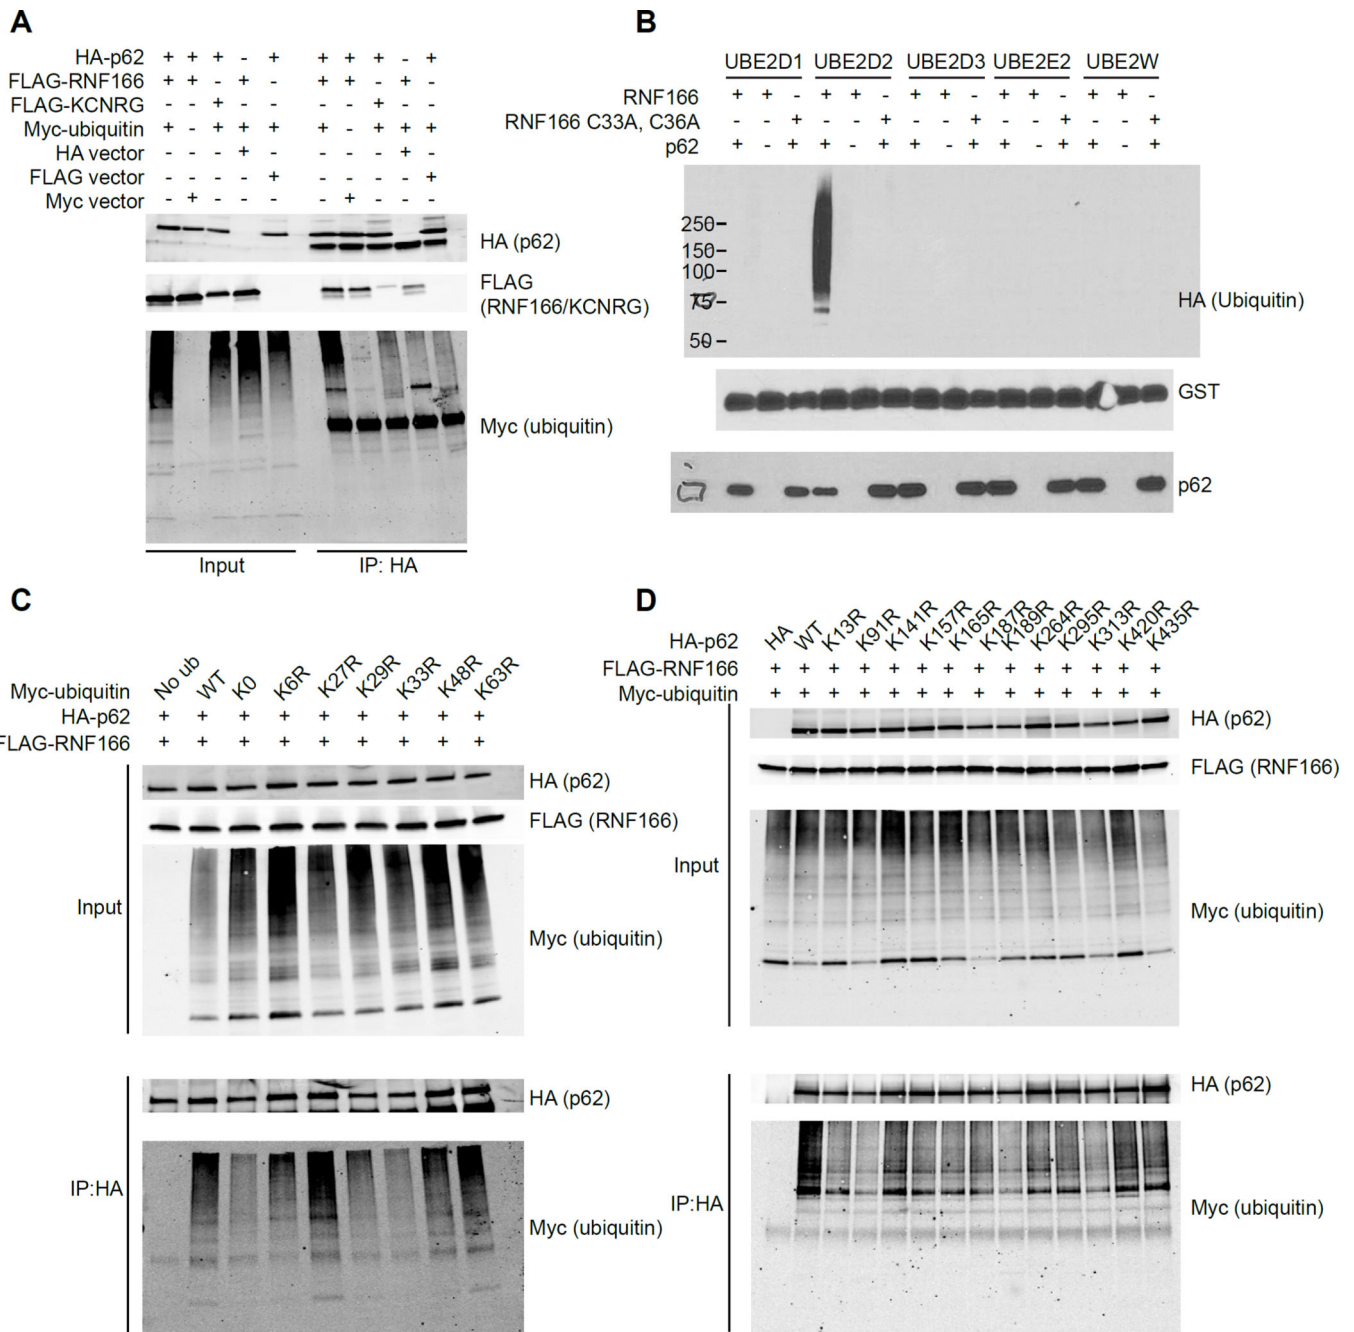 A
HA-p62 + + + - + + + + - +
FLAG-RNF166 + + - + - + + - + -
FLAG-KCNRG - - + - - - - + - -
Myc-ubiquitin + - + + + + - + + +
HA vector - - - + - - - - + -
FLAG vector - - - - + - - - - +
Myc vector - + - - - - + - - -
HA (p62)
FLAG
(RNF166/KCNRG)
Myc (ubiquitin)
Input IP: HA
B
UBE2D1 UBE2D2 UBE2D3 UBE2E2 UBE2W
RNF166 + + - + + - + + - + + - + + -
RNF166 C33A, C36A - - + - - + - - + - - + - - +
p62 + - + + - + + - + + - + + - +
250
150
100
75
50
HA (Ubiquitin)
GST
p62
C
Myc-ubiquitin No ub WT K0 K6R K27R K29R K33R K48R K63R
HA-p62 + + + + + + + + +
FLAG-RNF166 + + + + + + + + +
HA (p62)
FLAG (RNF166)
Input
Myc (ubiquitin)
HA (p62)
IP:HA
Myc (ubiquitin)
D
HA-p62 HA WT K13R K91R K141R K157R K165R K187R K189R K264R K295R K313R K420R K435R
FLAG-RNF166 + + + + + + + + + + + + + +
Myc-ubiquitin + + + + + + + + + + + + + +
HA (p62)
FLAG (RNF166)
Input
Myc (ubiquitin)
HA (p62)
IP:HA
Myc (ubiquitin)